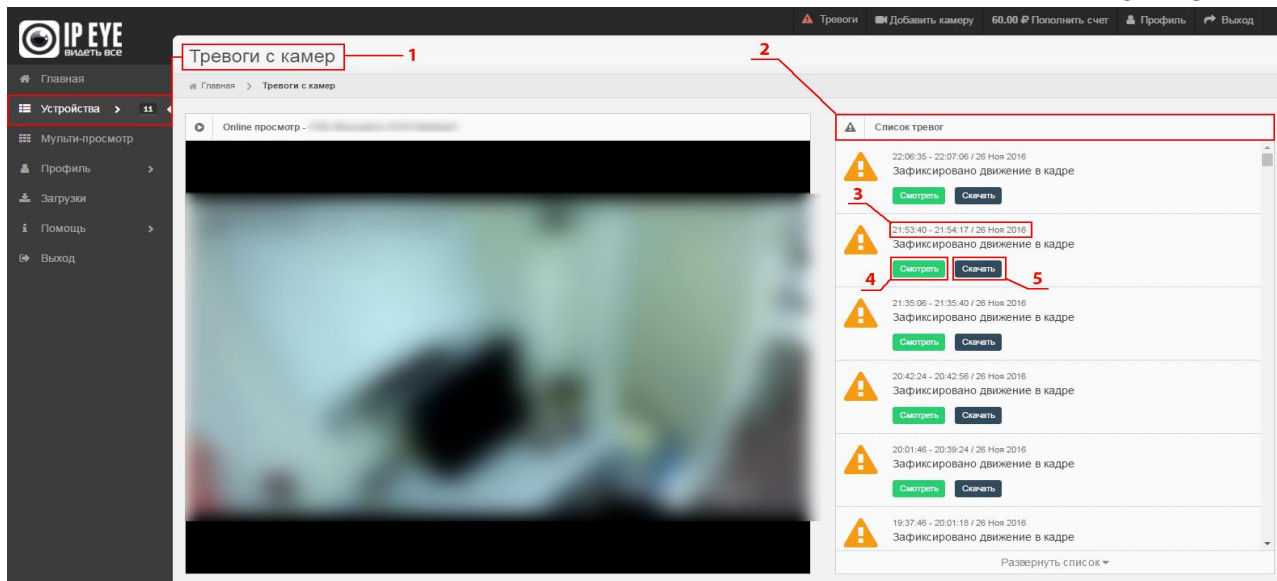 Тревоги
Добавить камеру
60.00 ₽ Пополнить счет
Профиль
Выход
IP EYE
ВИДЕТЬ ВСЕ
Главная
Устройства > 11
Мульти-просмотр
Профиль >
Загрузки
Помощь >
Выход
Тревоги с камер
1
Главная > Тревоги с камер
Online просмотр -
2
Список тревог
22:06:35 - 22:07:06 / 26 Ноя 2016
Зафиксировано движение в кадре
Смотреть Скачать
3
21:53:40 - 21:54:17 / 26 Ноя 2016
Зафиксировано движение в кадре
Смотреть Скачать
4
5
21:35:06 - 21:35:40 / 26 Ноя 2016
Зафиксировано движение в кадре
Смотреть Скачать
20:42:24 - 20:42:56 / 26 Ноя 2016
Зафиксировано движение в кадре
Смотреть Скачать
20:01:46 - 20:39:24 / 26 Ноя 2016
Зафиксировано движение в кадре
Смотреть Скачать
19:37:46 - 20:01:18 / 26 Ноя 2016
Зафиксировано движение в кадре
Развернуть список